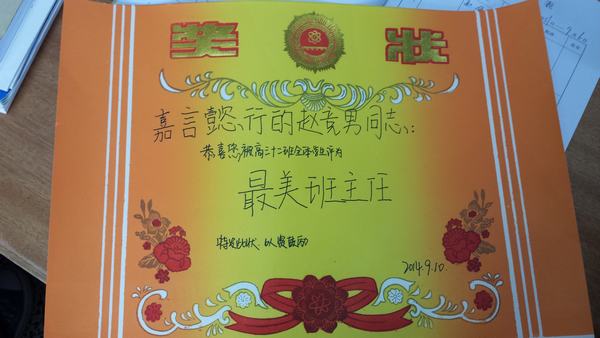 奖 状
嘉言懿行的赵竞男同志:
恭喜您,被高三十二班全体学生评为
最美班主任
特发此状、以资鼓励
2014.9.10.